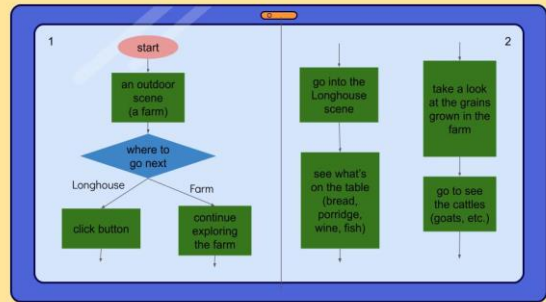 1
start
an outdoor
scene
(a farm)
where to
go next
Longhouse
Farm
click button
continue
exploring
the farm
2
go into the
Longhouse
scene
see what's
on the table
(bread,
porridge,
wine, fish)
take a look
at the grains
grown in the
farm
go to see
the cattles
(goats, etc.)